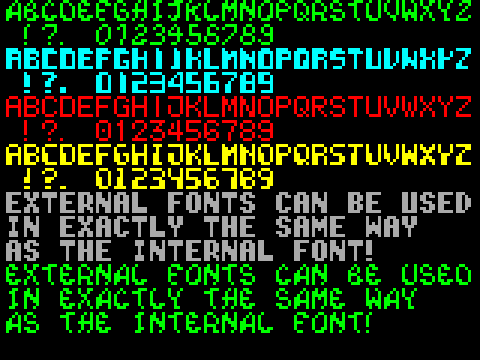 ABCDEFGHIJKLMNOPQRSTUVWXYZ
!?. 0123456789
ABCDEFGHIJKLMNOPQRSTUVWXYZ
!?. 0123456789
ABCDEFGHIJKLMNOPQRSTUVWXYZ
!?. 0123456789
ABCDEFGHIJKLMNOPQRSTUVWXYZ
!?. 0123456789
EXTERNAL FONTS CAN BE USED
IN EXACTLY THE SAME WAY
AS THE INTERNAL FONT!
EXTERNAL FONTS CAN BE USED
IN EXACTLY THE SAME WAY
AS THE INTERNAL FONT!